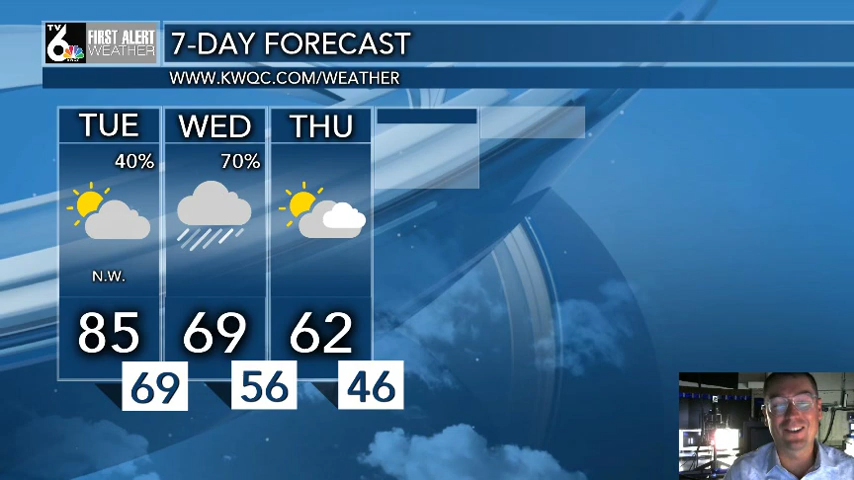 TV
6
FIRST ALERT
WEATHER
7-DAY FORECAST
WWW.KWQC.COM/WEATHER
TUE
WED
THU
40%
70%
N.W.
85
69
62
69
56
46